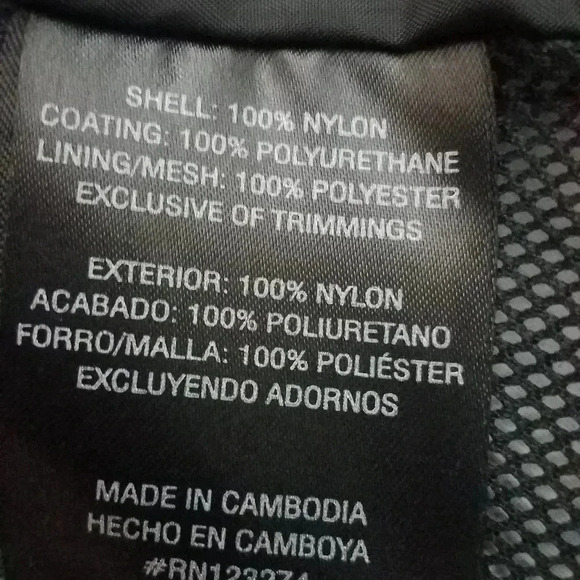 SHELL: 100% NYLON
COATING: 100% POLYURETHANE
LINING/MESH: 100% POLYESTER
EXCLUSIVE OF TRIMMINGS
EXTERIOR: 100% NYLON
ACABADO: 100% POLIURETANO
FORRO/MALLA: 100% POLIÉSTER
EXCLUYENDO ADORNOS
MADE IN CAMBODIA
HECHO EN CAMBOYA
#RN123274